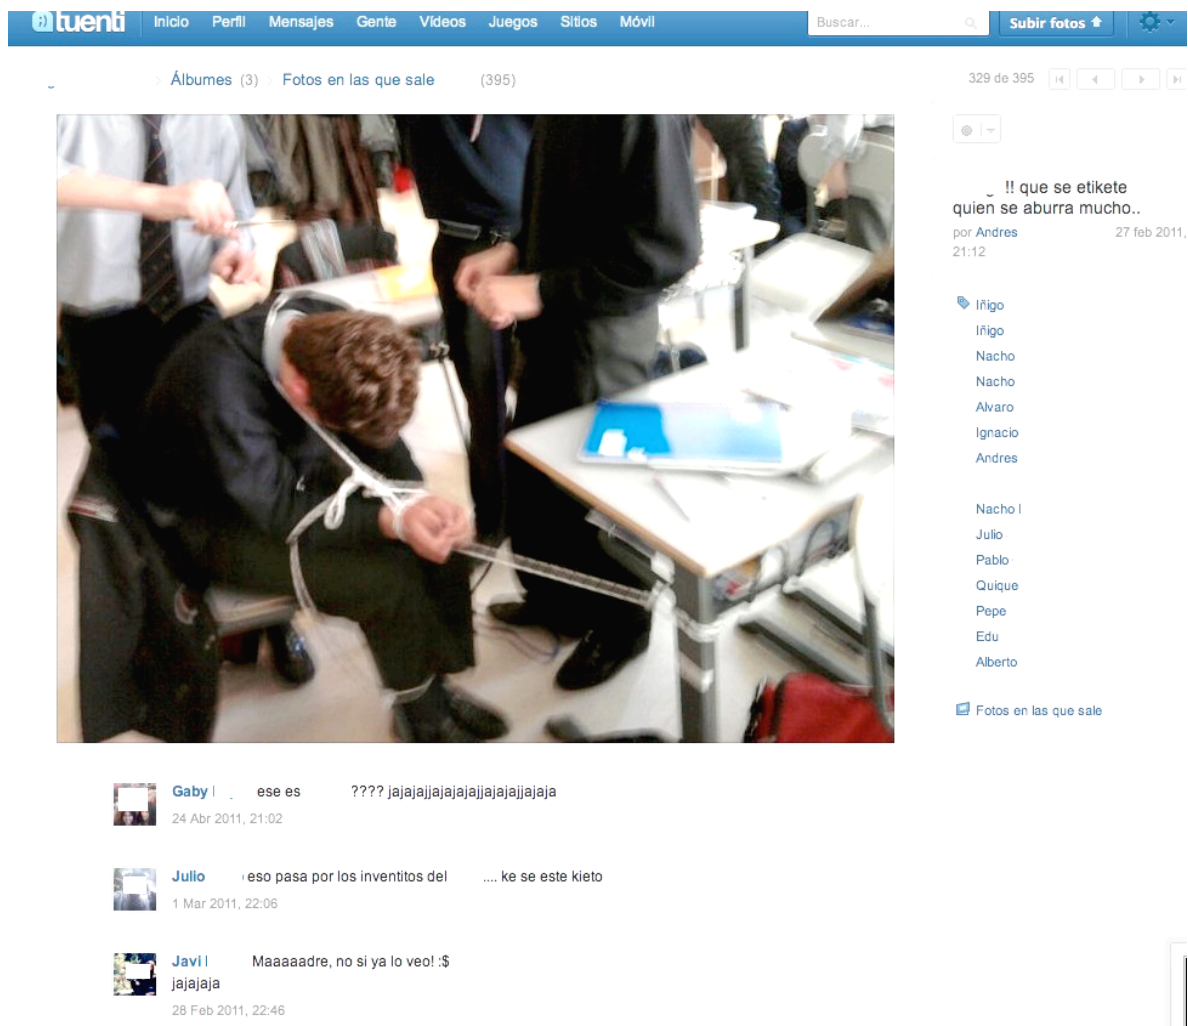 tuenti Inicio Perfil Mensajes Gente Vídeos Juegos Sitios Móvil Buscar... Subir fotos
Álbumes (3) Fotos en las que sale (395)
329 de 395
!! que se etikete
quien se aburra mucho..
por Andres 27 feb 2011,
21:12
Iñigo
Iñigo
Nacho
Nacho
Alvaro
Ignacio
Andres
Nacho
Julio
Pablo
Quique
Pepe
Edu
Alberto
Fotos en las que sale
Gaby ese es ???? jajajajjajajajajjajajajjajaja
24 Abr 2011, 21:02
Julio eso pasa por los inventitos del .... ke se este kieto
1 Mar 2011, 22:06
Javi Maaaaadre, no si ya lo veo! :$
jajajaja
28 Feb 2011, 22:46